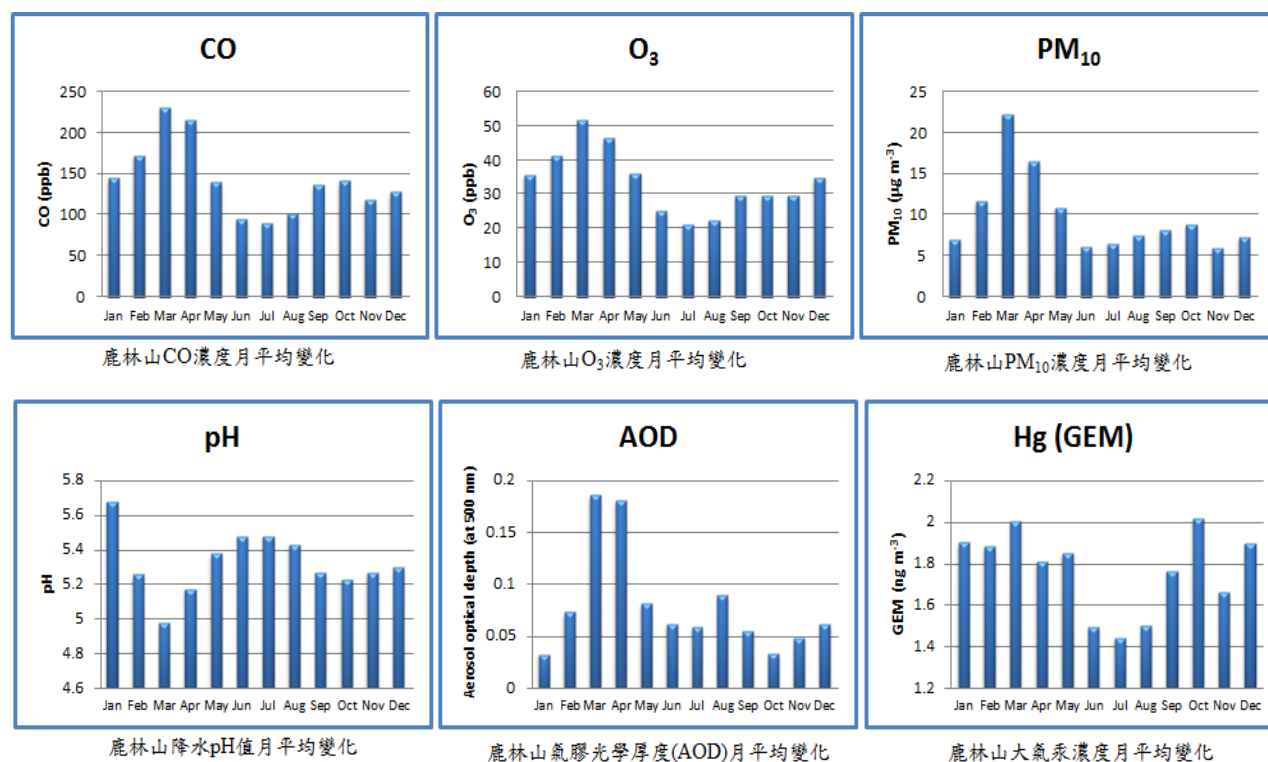 CO
CO (ppb)
250
200
150
100
50
0
Jan Feb Mar Apr May Jun Jul Aug Sep Oct Nov Dec
鹿林山CO濃度月平均變化
O₃
O₃ (ppb)
60
50
40
30
20
10
0
Jan Feb Mar Apr May Jun Jul Aug Sep Oct Nov Dec
鹿林山O₃濃度月平均變化
PM₁₀
PM₁₀ (µg m⁻³)
25
20
15
10
5
0
Jan Feb Mar Apr May Jun Jul Aug Sep Oct Nov Dec
鹿林山PM₁₀濃度月平均變化
pH
pH
5.8
5.6
5.4
5.2
5
4.8
4.6
Jan Feb Mar Apr May Jun Jul Aug Sep Oct Nov Dec
鹿林山降水pH值月平均變化
AOD
Aerosol optical depth (at 500 nm)
0.2
0.15
0.1
0.05
0
Jan Feb Mar Apr May Jun Jul Aug Sep Oct Nov Dec
鹿林山氣膠光學厚度(AOD)月平均變化
Hg (GEM)
GEM (ng m⁻³)
2.2
2
1.8
1.6
1.4
1.2
Jan Feb Mar Apr May Jun Jul Aug Sep Oct Nov Dec
鹿林山大氣汞濃度月平均變化